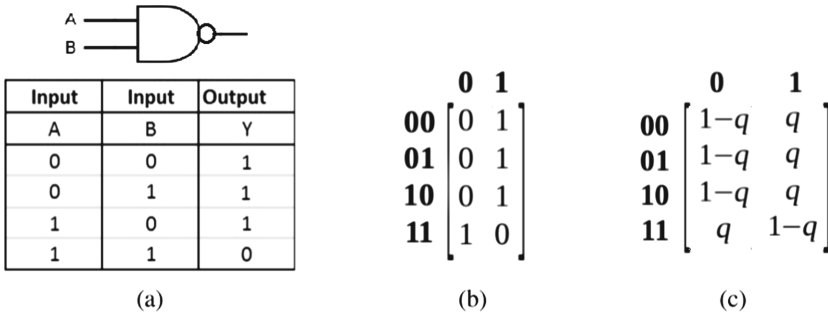 A
B
Input Input Output
A B Y
0 0 1
0 1 1
1 0 1
1 1 0
(a)
0 1
00 0 1
01 0 1
10 0 1
11 1 0
(b)
0 1
00 1−q q
01 1−q q
10 1−q q
11 q 1−q
(c)